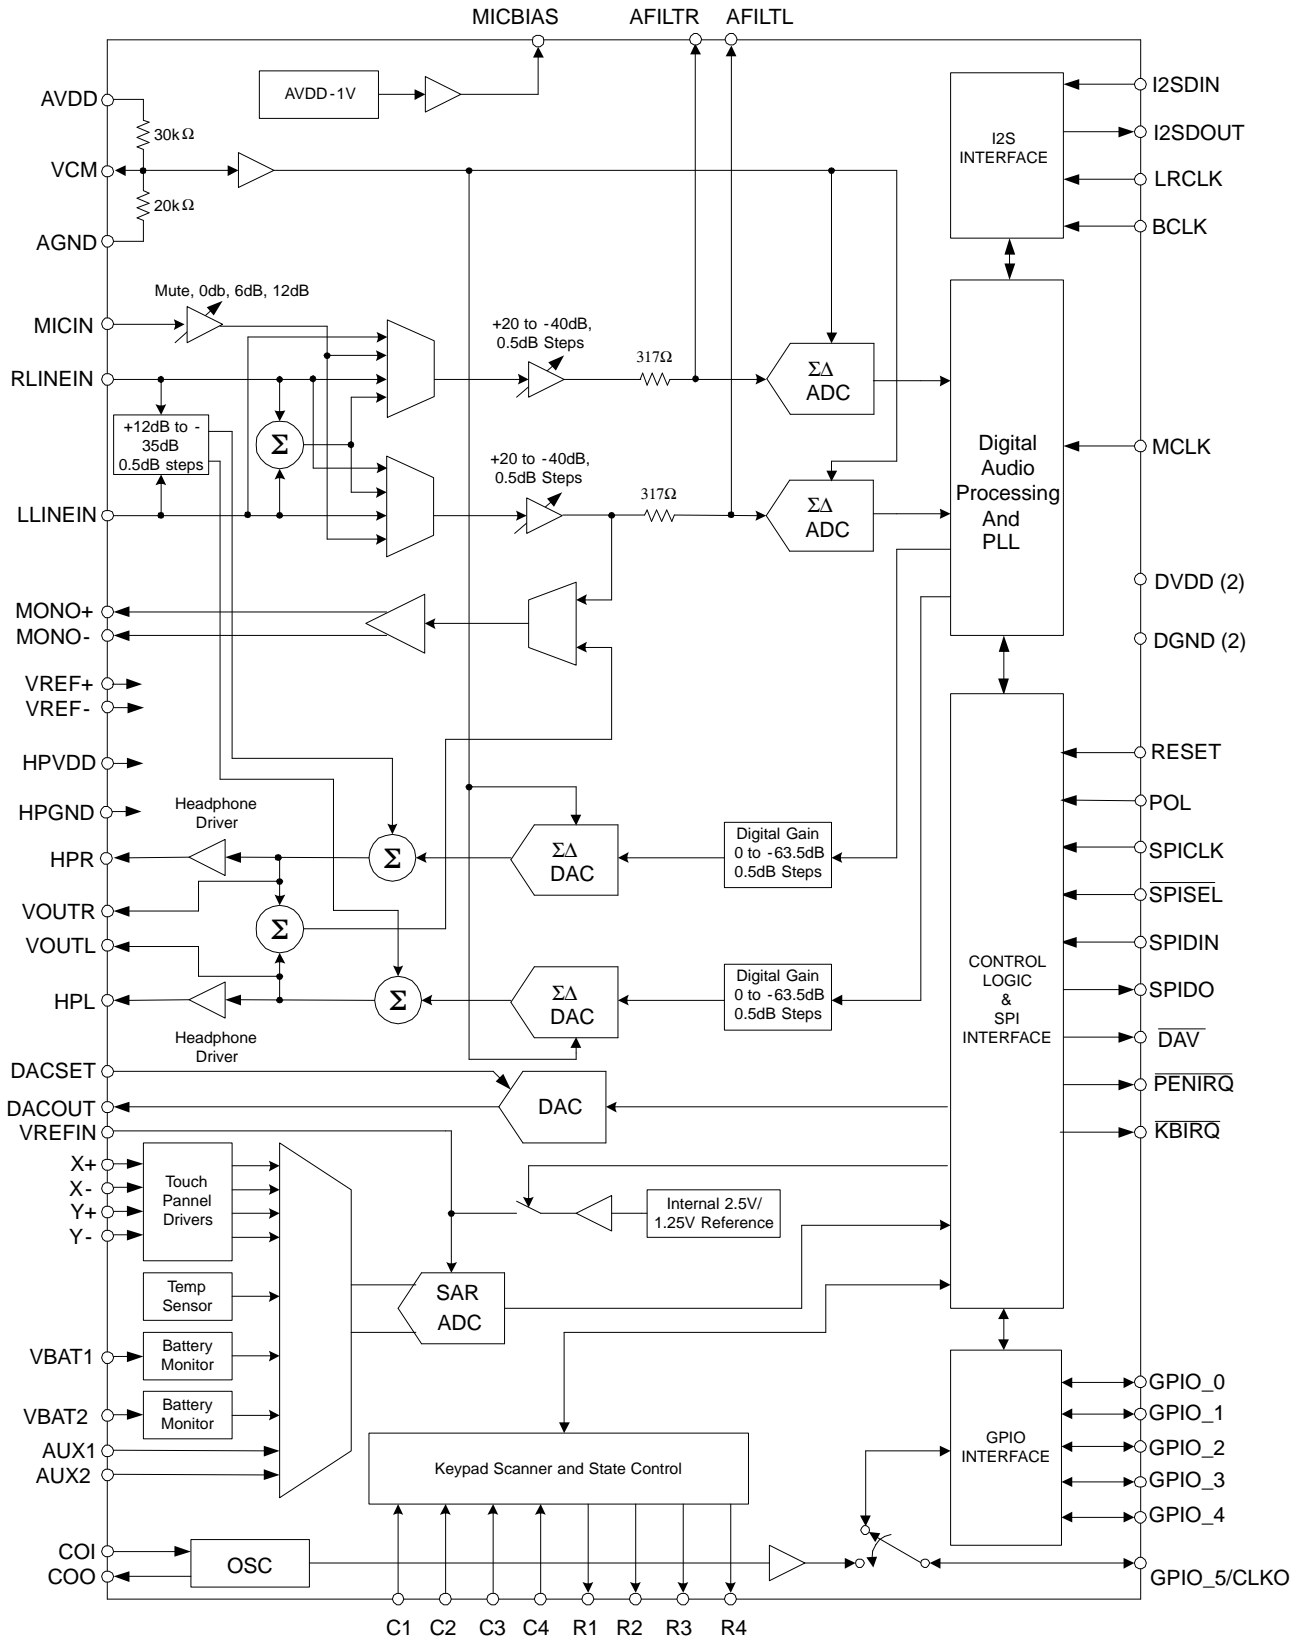 MICBIAS
AFILTR
AFILTL
AVDD
AVDD-1V
30kΩ
VCM
20kΩ
AGND
I2S
INTERFACE
I2SDIN
I2SDOUT
LRCLK
BCLK
Mute, 0db, 6dB, 12dB
MICIN
RLINEIN
+12dB to -
35dB
0.5dB steps
LLINEIN
Σ
+20 to -40dB,
0.5dB Steps
317Ω
ΣΔ
ADC
+20 to -40dB,
0.5dB Steps
317Ω
ΣΔ
ADC
Digital
Audio
Processing
And
PLL
MCLK
DVDD (2)
DGND (2)
MONO+
MONO-
VREF+
VREF-
HPVDD
HPGND
Headphone
Driver
HPR
VOUTR
VOUTL
HPL
Headphone
Driver
Σ
Σ
Σ
ΣΔ
DAC
Digital Gain
0 to -63.5dB
0.5dB Steps
ΣΔ
DAC
Digital Gain
0 to -63.5dB
0.5dB Steps
CONTROL
LOGIC
&
SPI
INTERFACE
RESET
POL
SPICLK
SPISEL
SPIDIN
SPIDO
DAV
PENIRQ
KBIRQ
DACSET
DACOUT
DAC
VREFIN
X+
X-
Y+
Y-
Touch
Pannel
Drivers
Internal 2.5V/
1.25V Reference
Temp
Sensor
SAR
ADC
VBAT1
Battery
Monitor
VBAT2
Battery
Monitor
AUX1
AUX2
Keypad Scanner and State Control
GPIO
INTERFACE
GPIO_0
GPIO_1
GPIO_2
GPIO_3
GPIO_4
GPIO_5/CLKO
COI
COO
OSC
C1
C2
C3
C4
R1
R2
R3
R4